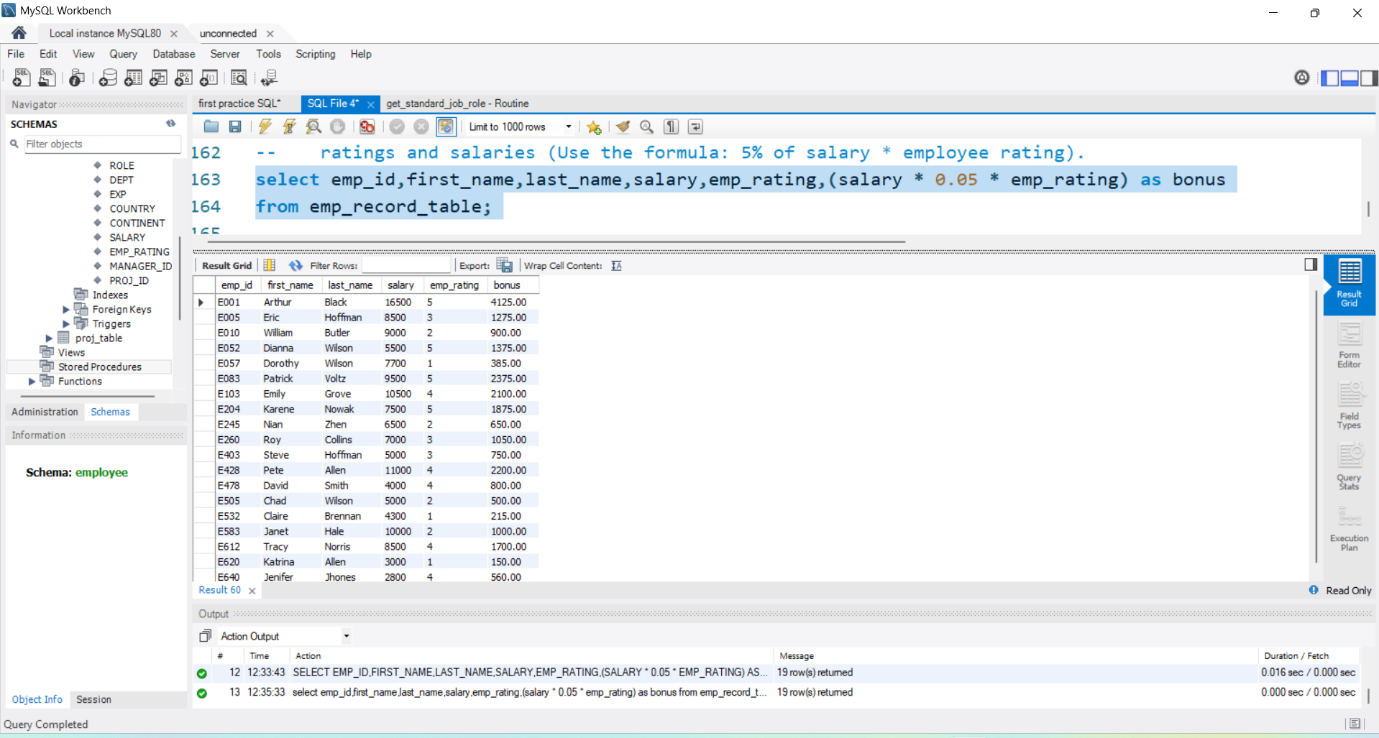 MySQL Workbench
Local instance MySQL80 unconnected
File Edit View Query Database Server Tools Scripting Help
Navigator
SCHEMAS
Filter objects
ROLE
DEPT
EXP
COUNTRY
CONTINENT
SALARY
EMP_RATING
MANAGER_ID
PROJ_ID
Indexes
Foreign Keys
Triggers
proj_table
Views
Stored Procedures
Functions
Administration Schemas
Information
Schema: employee
Object Info Session
first practice SQL* SQL File 4* get_standard_job_role - Routine
Limit to 1000 rows
162 -- ratings and salaries (Use the formula: 5% of salary * employee rating).
163 select emp_id,first_name,last_name,salary,emp_rating,(salary * 0.05 * emp_rating) as bonus
164 from emp_record_table;
165
Result Grid Filter Rows: Export: Wrap Cell Content:
emp_id first_name last_name salary emp_rating bonus
E001 Arthur Black 16500 5 4125.00
E005 Eric Hoffman 8500 3 1275.00
E010 William Butler 9000 2 900.00
E052 Dianna Wilson 5500 5 1375.00
E057 Dorothy Wilson 7700 1 385.00
E083 Patrick Voltz 9500 5 2375.00
E103 Emily Grove 10500 4 2100.00
E204 Karene Nowak 7500 5 1875.00
E245 Nian Zhen 6500 2 650.00
E260 Roy Collins 7000 3 1050.00
E403 Steve Hoffman 5000 3 750.00
E428 Pete Allen 11000 4 2200.00
E478 David Smith 4000 4 800.00
E505 Chad Wilson 5000 2 500.00
E532 Claire Brennan 4300 1 215.00
E583 Janet Hale 10000 2 1000.00
E612 Tracy Norris 8500 4 1700.00
E620 Katrina Allen 3000 1 150.00
E640 Jenifer Jhones 2800 4 560.00
Result
Grid
Form
Editor
Field
Types
Query
Stats
Execution
Plan
Result 60 Read Only
Output
Action Output
# Time Action Message Duration / Fetch
12 12:33:43 SELECT EMP_ID,FIRST_NAME,LAST_NAME,SALARY,EMP_RATING,(SALARY * 0.05 * EMP_RATING) AS... 19 row(s) returned 0.016 sec / 0.000 sec
13 12:35:33 select emp_id,first_name,last_name,salary,emp_rating,(salary * 0.05 * emp_rating) as bonus from emp_record_t... 19 row(s) returned 0.000 sec / 0.000 sec
Query Completed